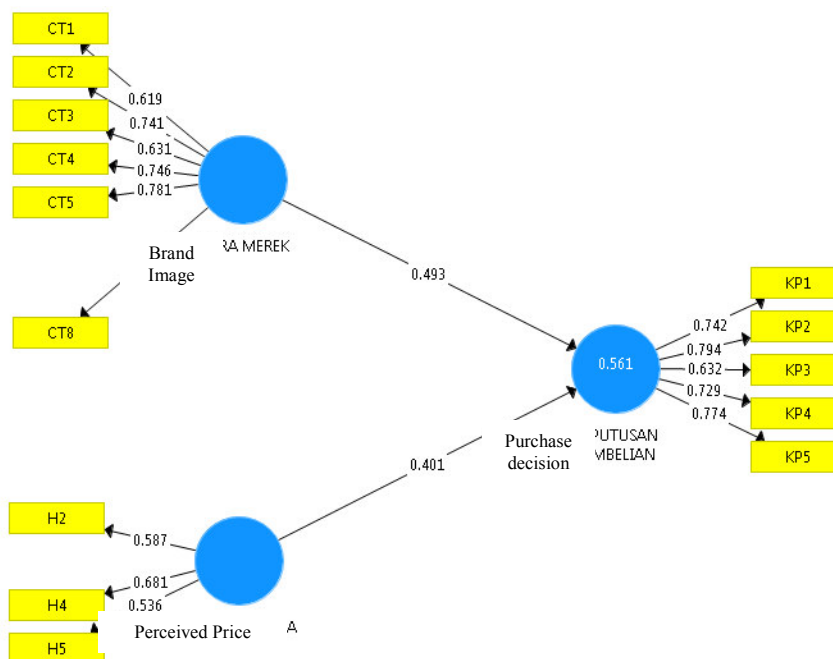 CT1
CT2
CT3
CT4
CT5
CT8
0.619
0.741
0.631
0.746
0.781
Brand
Image
RA MEREK
0.493
0.561
Purchase
decision
PUTUSAN
MBELIAN
KP1
KP2
KP3
KP4
KP5
0.742
0.794
0.632
0.729
0.774
0.401
H2
H4
H5
0.587
0.681
0.536
Perceived Price
A